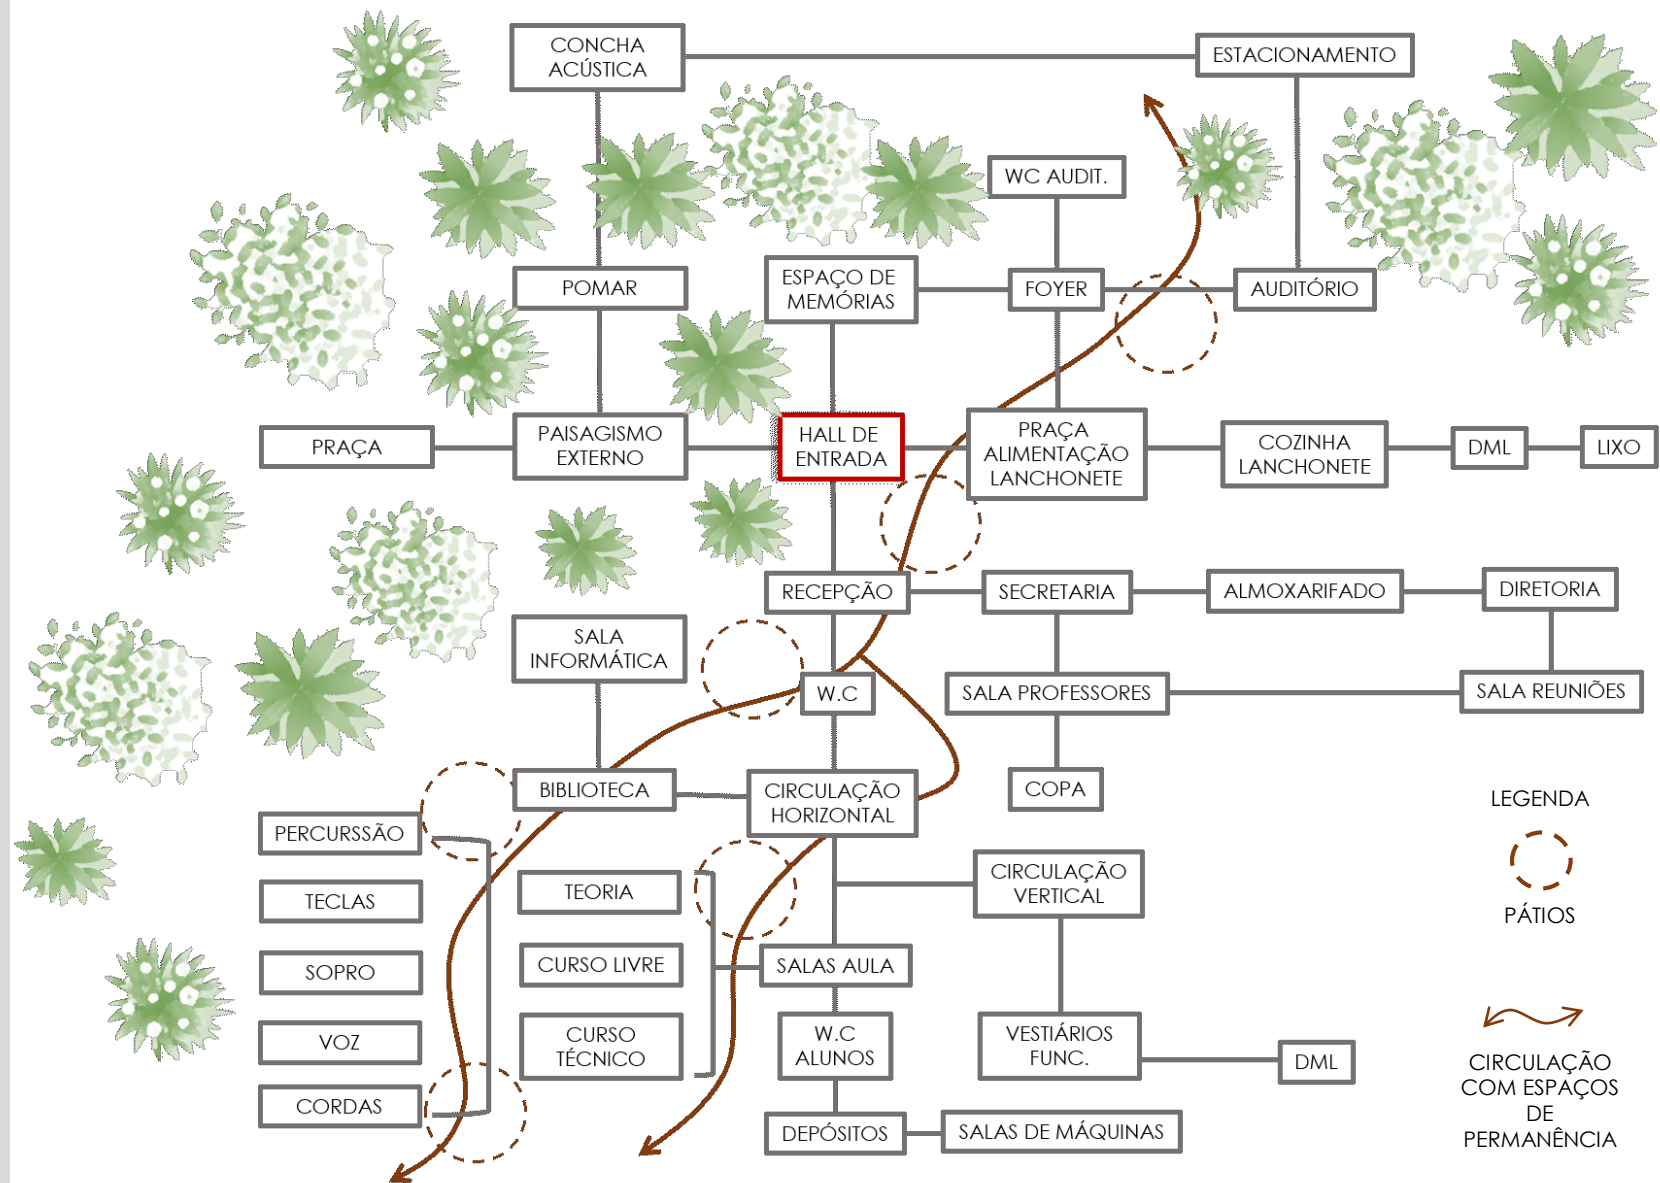 CONCHA
ACÚSTICA
ESTACIONAMENTO
WC AUDIT.
POMAR
ESPAÇO DE
MEMÓRIAS
FOYER
AUDITÓRIO
PRAÇA
PAISAGISMO
EXTERNO
HALL DE
ENTRADA
PRAÇA
ALIMENTAÇÃO
LANCHONETE
COZINHA
LANCHONETE
DML
LIXO
RECEPÇÃO
SECRETARIA
ALMOXARIFADO
DIRETORIA
SALA
INFORMÁTICA
W.C
SALA PROFESSORES
SALA REUNIÕES
BIBLIOTECA
CIRCULAÇÃO
HORIZONTAL
COPA
PERCURSSÃO
TECLAS
SOPRO
VOZ
CORDAS
TEORIA
CURSO LIVRE
CURSO
TÉCNICO
CIRCULAÇÃO
VERTICAL
SALAS AULA
W.C
ALUNOS
VESTIÁRIOS
FUNC.
DML
DEPÓSITOS
SALAS DE MÁQUINAS
LEGENDA
PÁTIOS
CIRCULAÇÃO
COM ESPAÇOS
DE
PERMANÊNCIA